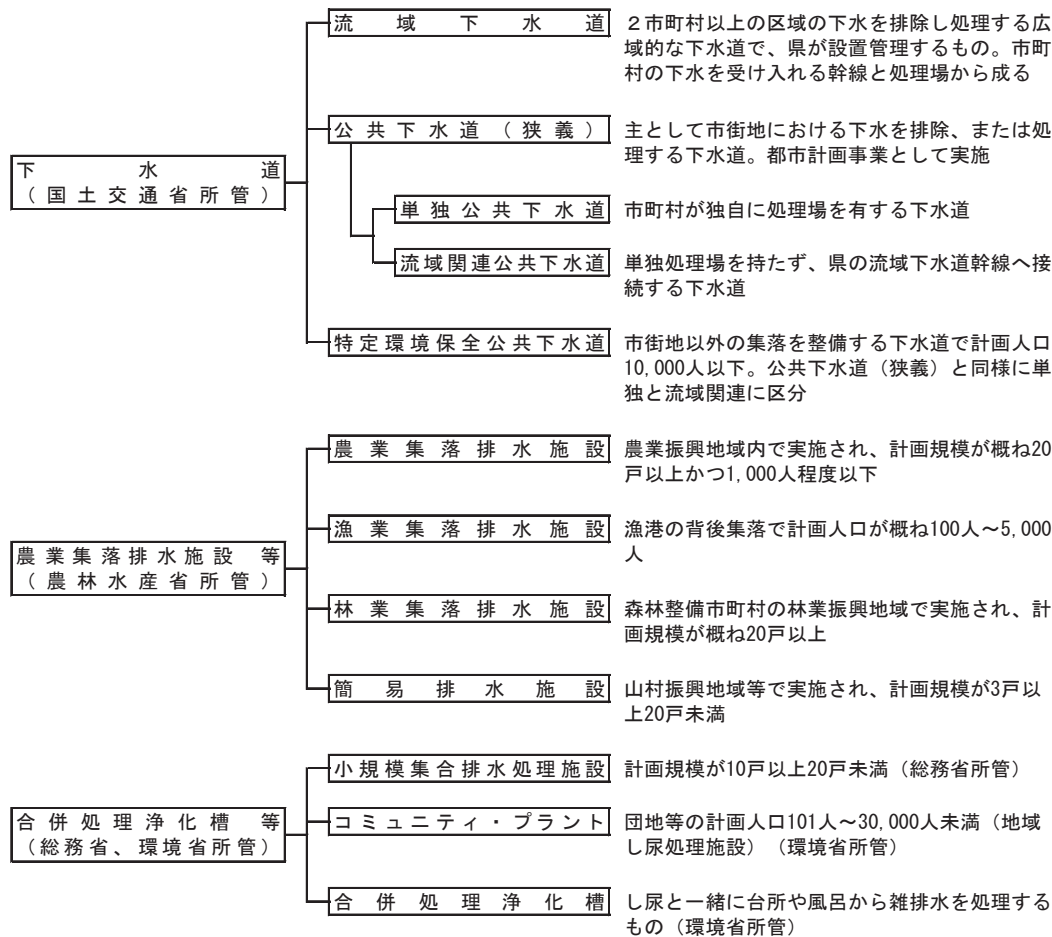 流域下水道
２市町村以上の区域の下水を排除し処理する広
域的な下水道で、県が設置管理するもの。市町
村の下水を受け入れる幹線と処理場から成る
公共下水道（狭義）
主として市街地における下水を排除、または処
理する下水道。都市計画事業として実施
下水道
（国土交通省所管）
単独公共下水道
市町村が独自に処理場を有する下水道
流域関連公共下水道
単独処理場を持たず、県の流域下水道幹線へ接
続する下水道
特定環境保全公共下水道
市街地以外の集落を整備する下水道で計画人口
10,000人以下。公共下水道（狭義）と同様に単
独と流域関連に区分
農業集落排水施設
農業振興地域内で実施され、計画規模が概ね20
戸以上かつ1,000人程度以下
漁業集落排水施設
漁港の背後集落で計画人口が概ね100人～5,000
人
農業集落排水施設等
（農林水産省所管）
林業集落排水施設
森林整備市町村の林業振興地域で実施され、計
画規模が概ね20戸以上
簡易排水施設
山村振興地域等で実施され、計画規模が3戸以
上20戸未満
小規模集合排水処理施設
計画規模が10戸以上20戸未満（総務省所管）
合併処理浄化槽等
（総務省、環境省所管）
コミュニティ・プラント
団地等の計画人口101人～30,000人未満（地域
し尿処理施設）（環境省所管）
合併処理浄化槽
し尿と一緒に台所や風呂から雑排水を処理する
もの（環境省所管）